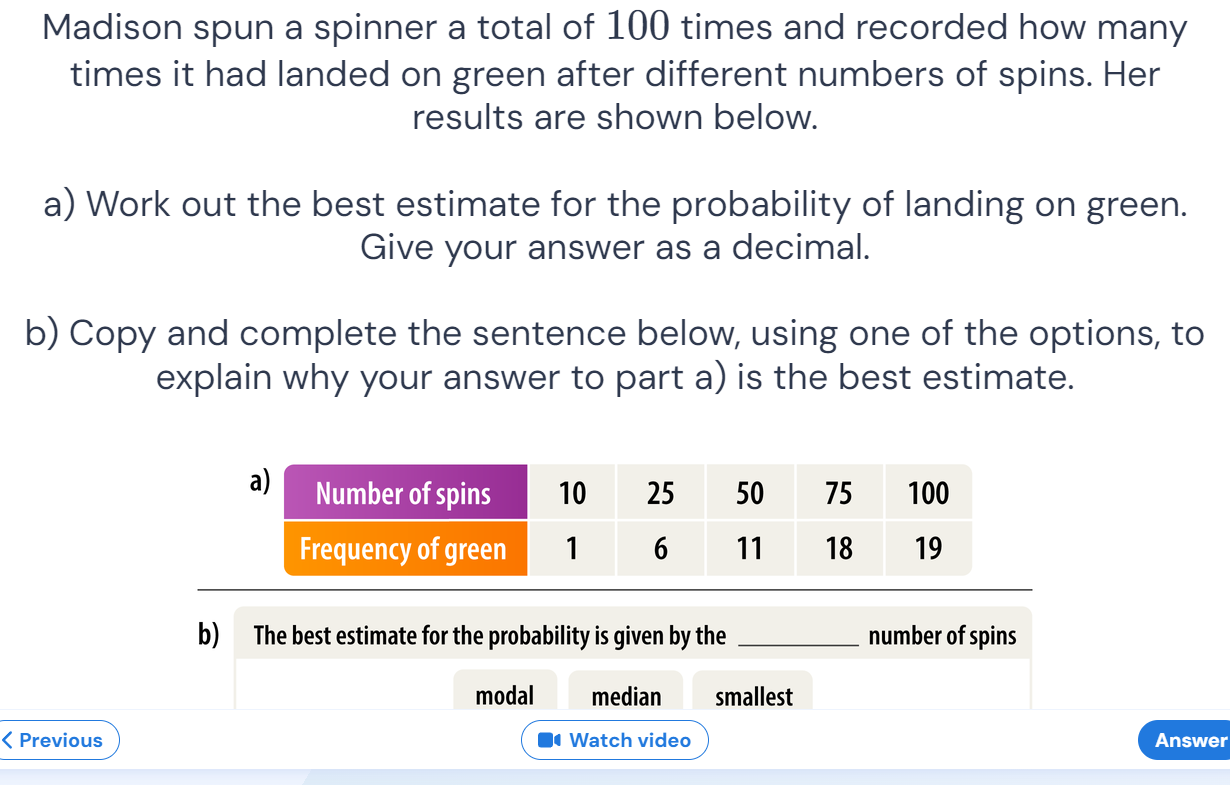 Madison spun a spinner a total of 100 times and recorded how many
times it had landed on green after different numbers of spins. Her
results are shown below.
a) Work out the best estimate for the probability of landing on green.
Give your answer as a decimal.
b) Copy and complete the sentence below, using one of the options, to
explain why your answer to part a) is the best estimate.
a) Number of spins 10 25 50 75 100
Frequency of green 1 6 11 18 19
b) The best estimate for the probability is given by the ________ number of spins
modal median smallest
< Previous Watch video Answer